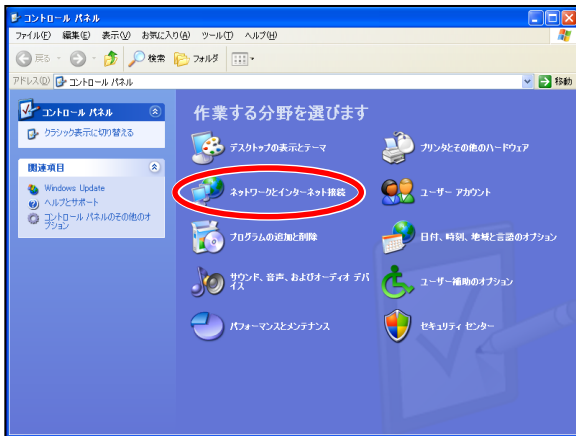 コントロール パネル
ファイル(F) 編集(E) 表示(V) お気に入り(A) ツール(T) ヘルプ(H)
戻る 検索 フォルダ
アドレス(D) コントロール パネル 移動
コントロール パネル
クラシック表示に切り替える
関連項目
Windows Update
ヘルプとサポート
コントロール パネルのその他のオ
プション
作業する分野を選びます
デスクトップの表示とテーマ
プリンタとその他のハードウェア
ネットワークとインターネット接続
ユーザー アカウント
プログラムの追加と削除
日付、時刻、地域と言語のオプション
サウンド、音声、およびオーディオ デバ
イス
ユーザー補助のオプション
パフォーマンスとメンテナンス
セキュリティ センター